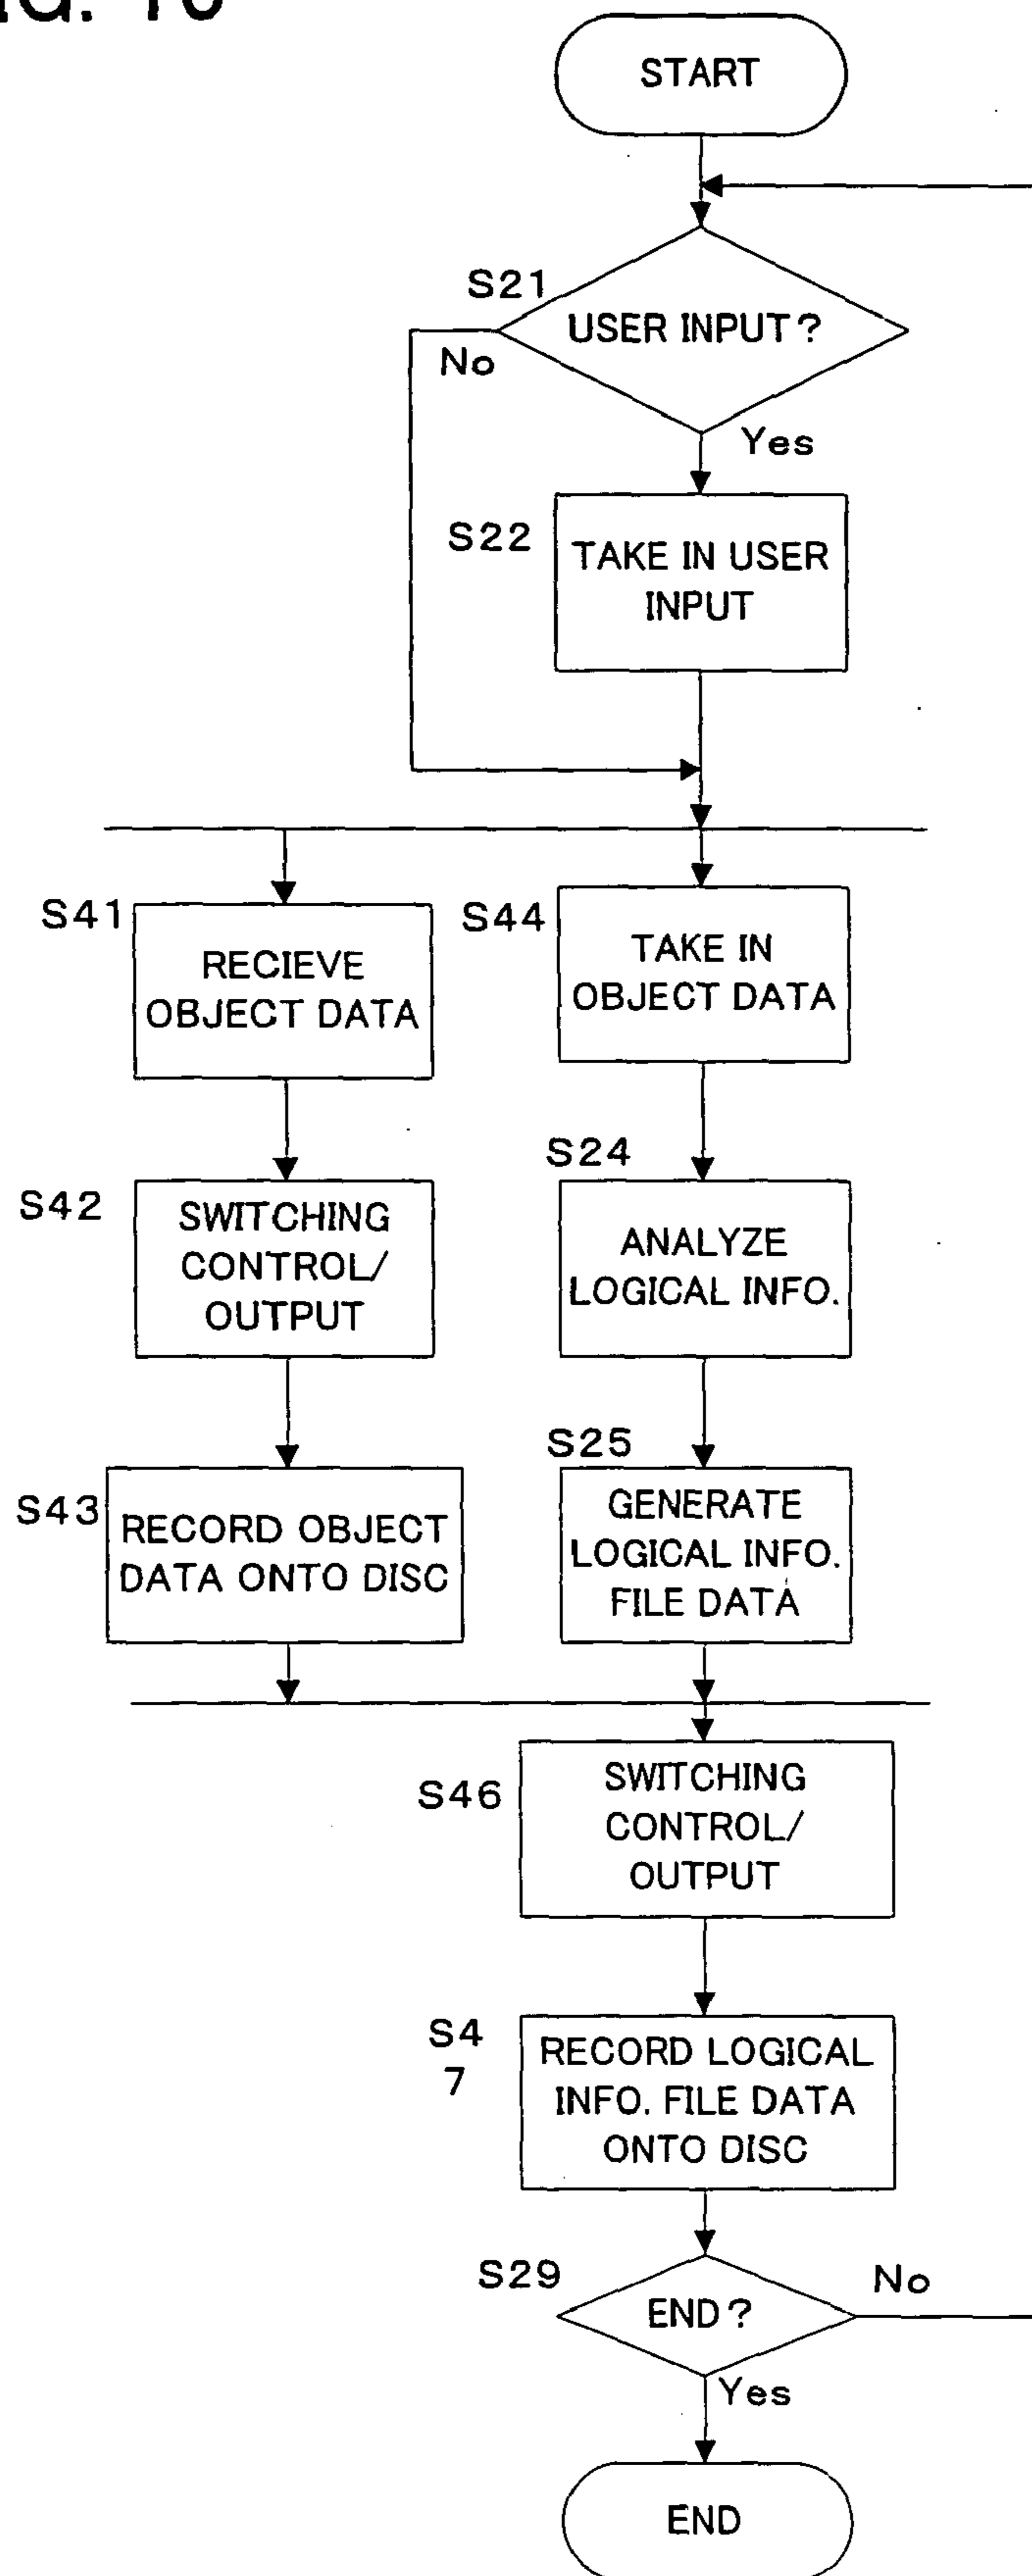 START
S21
USER INPUT?
No
Yes
S22
TAKE IN USER
INPUT
S41
RECIEVE
OBJECT DATA
S44
TAKE IN
OBJECT DATA
S42
SWITCHING
CONTROL/
OUTPUT
S24
ANALYZE
LOGICAL INFO.
S43
RECORD OBJECT
DATA ONTO DISC
S25
GENERATE
LOGICAL INFO.
FILE DATA
S46
SWITCHING
CONTROL/
OUTPUT
S4
7
RECORD LOGICAL
INFO. FILE DATA
ONTO DISC
S29
END?
No
Yes
END